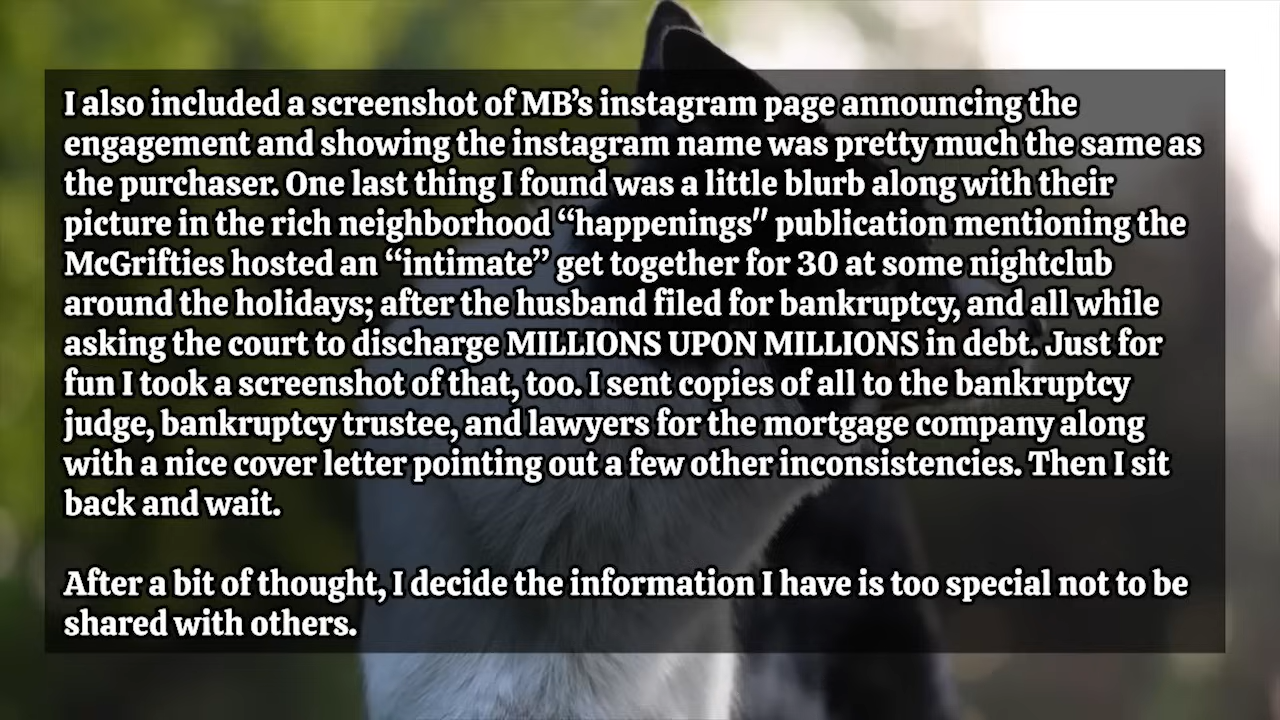 I also included a screenshot of MB’s instagram page announcing the
engagement and showing the instagram name was pretty much the same as
the purchaser. One last thing I found was a little blurb along with their
picture in the rich neighborhood “happenings" publication mentioning the
McGrifties hosted an “intimate” get together for 30 at some nightclub
around the holidays; after the husband filed for bankruptcy, and all while
asking the court to discharge MILLIONS UPON MILLIONS in debt. Just for
fun I took a screenshot of that, too. I sent copies of all to the bankruptcy
judge, bankruptcy trustee, and lawyers for the mortgage company along
with a nice cover letter pointing out a few other inconsistencies. Then I sit
back and wait.
After a bit of thought, I decide the information I have is too special not to be
shared with others.